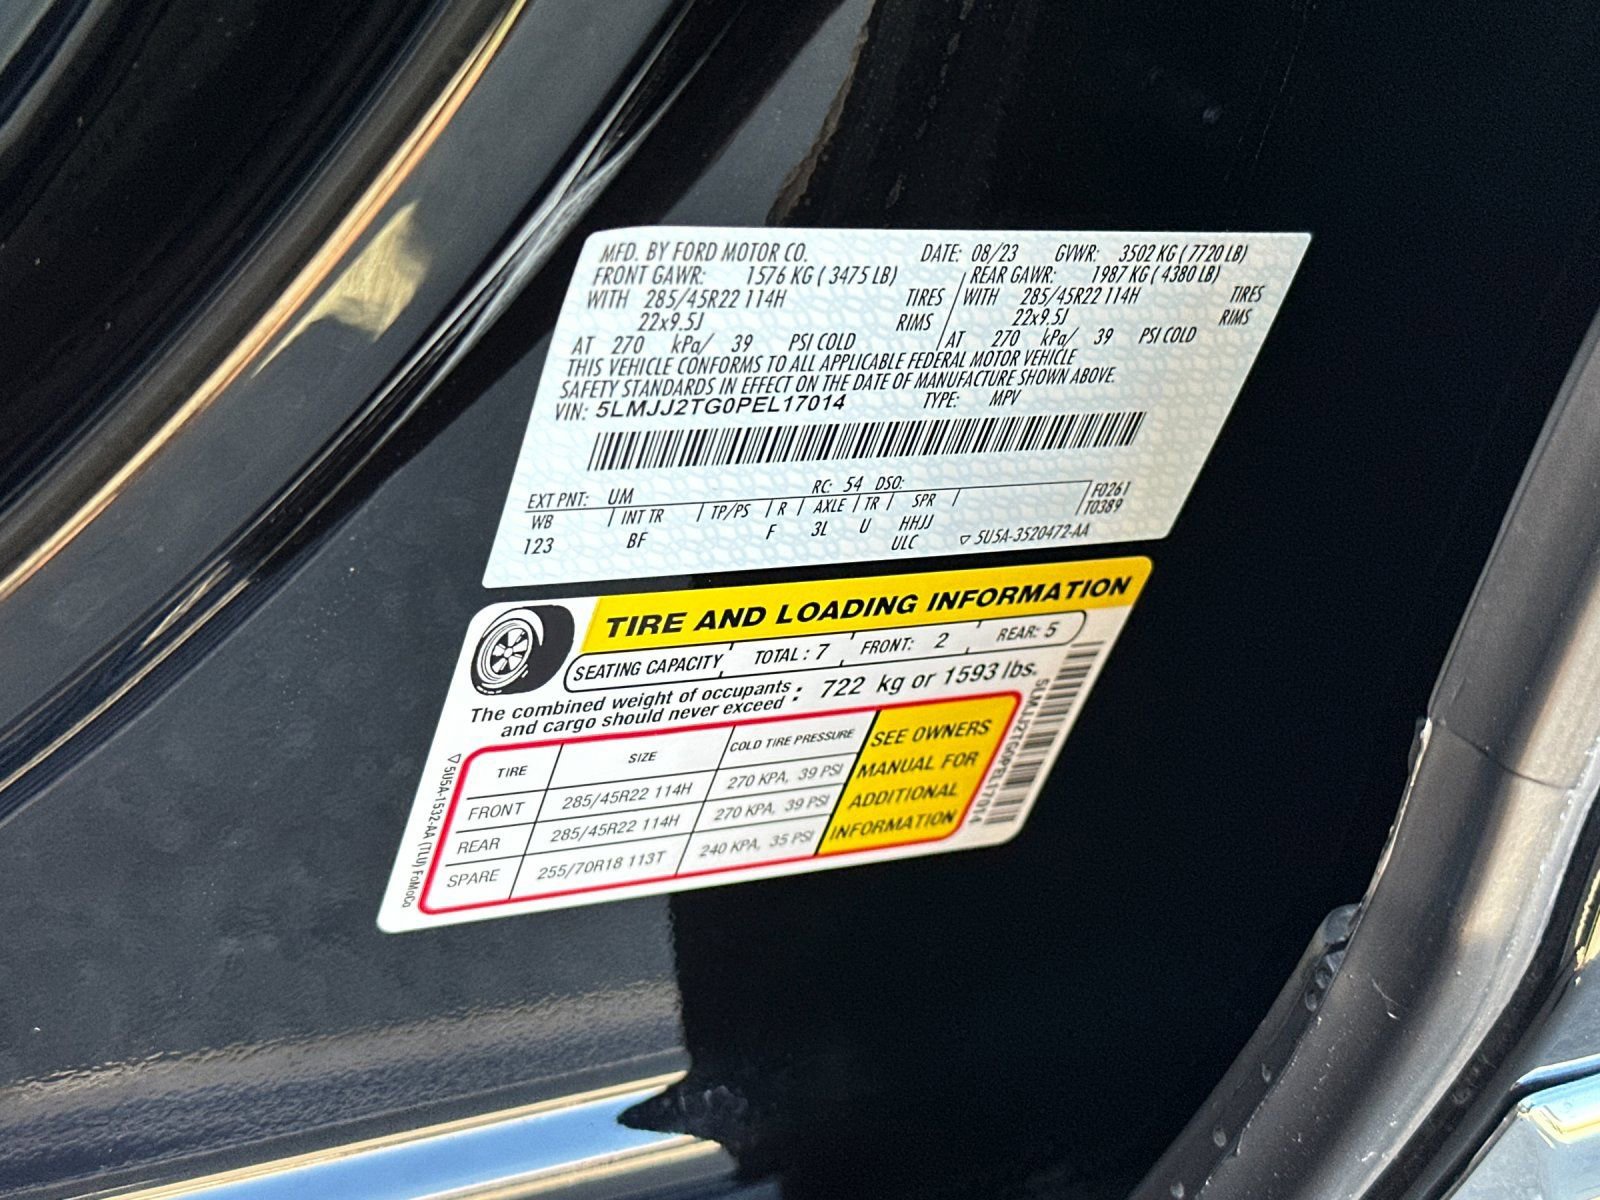 MFD. BY FORD MOTOR CO. DATE: 08/23 GVWR: 3502 KG ( 7720 LB)
FRONT GAWR: 1576 KG ( 3475 LB) REAR GAWR: 1987 KG ( 4380 LB)
WITH 285/45R22 114H TIRES WITH 285/45R22 114H TIRES
22x9.5J RIMS 22x9.5J RIMS
AT 270 kPa/ 39 PSI COLD AT 270 kPa/ 39 PSI COLD
THIS VEHICLE CONFORMS TO ALL APPLICABLE FEDERAL MOTOR VEHICLE
SAFETY STANDARDS IN EFFECT ON THE DATE OF MANUFACTURE SHOWN ABOVE.
VIN: 5LMJJ2TG0PEL17014 TYPE: MPV
EXT PNT: UM RC: 54 DSO: F0261
WB INT TR TP/PS R AXLE TR SPR T0389
123 BF F 3L U HHJJ
ULC 5U5A-3520472-AA
TIRE AND LOADING INFORMATION
SEATING CAPACITY TOTAL : 7 FRONT: 2 REAR: 5
The combined weight of occupants and cargo should never exceed : 722 kg or 1593 lbs.
TIRE SIZE COLD TIRE PRESSURE
FRONT 285/45R22 114H 270 KPA, 39 PSI
REAR 285/45R22 114H 270 KPA, 39 PSI
SPARE 255/70R18 113T 240 KPA, 35 PSI
SEE OWNERS
MANUAL FOR
ADDITIONAL
INFORMATION
5U5A-1532-AA (TLU) FoMoCo
5LMJJ2TG0PEL17014